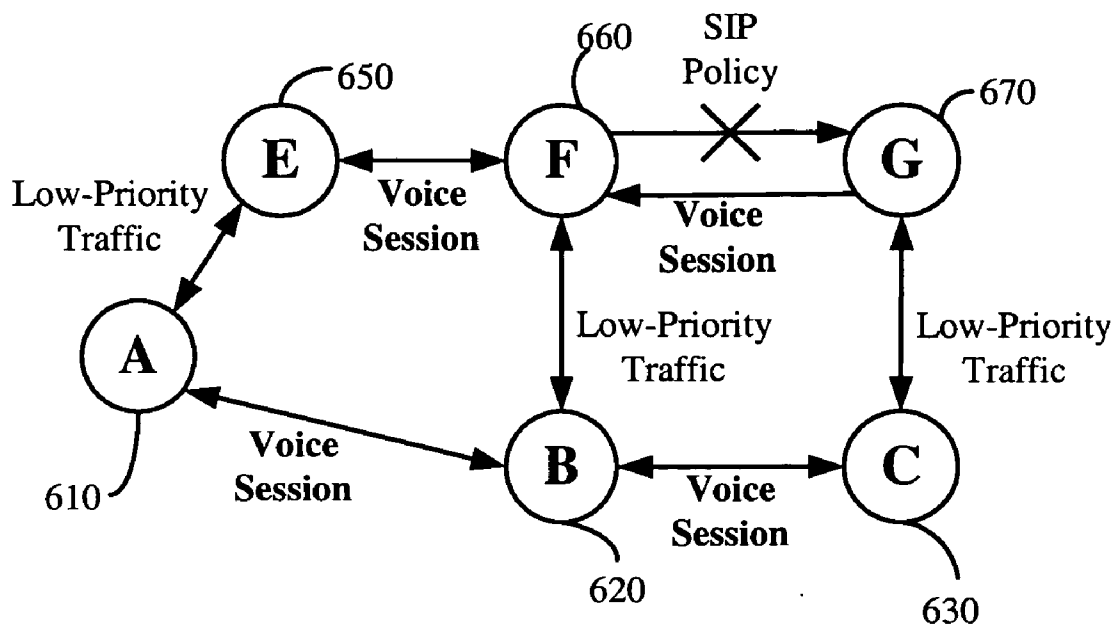 SIP
Policy
660
650
670
E
F
G
Low-Priority
Traffic
Voice
Session
Voice
Session
A
Low-Priority
Traffic
Low-Priority
Traffic
Voice
Session
B
C
Voice
Session
610
620
630